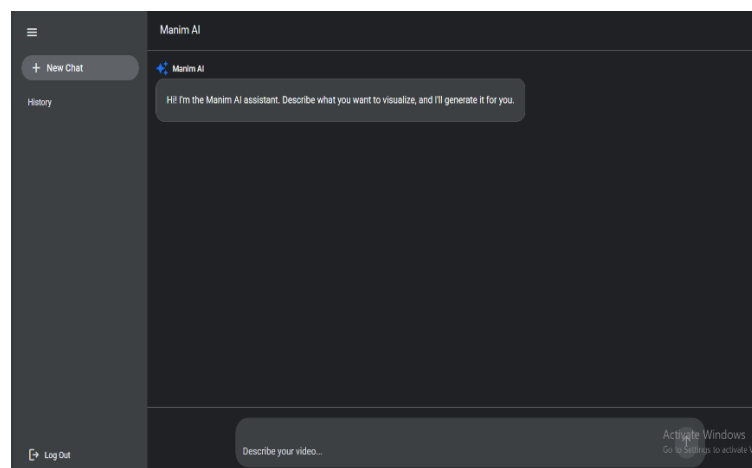 Manim AI
+ New Chat
Manim AI
History
Hi! I'm the Manim AI assistant. Describe what you want to visualize, and I'll generate it for you.
Log Out
Describe your video...
Activate Windows
Go to Settings to activate